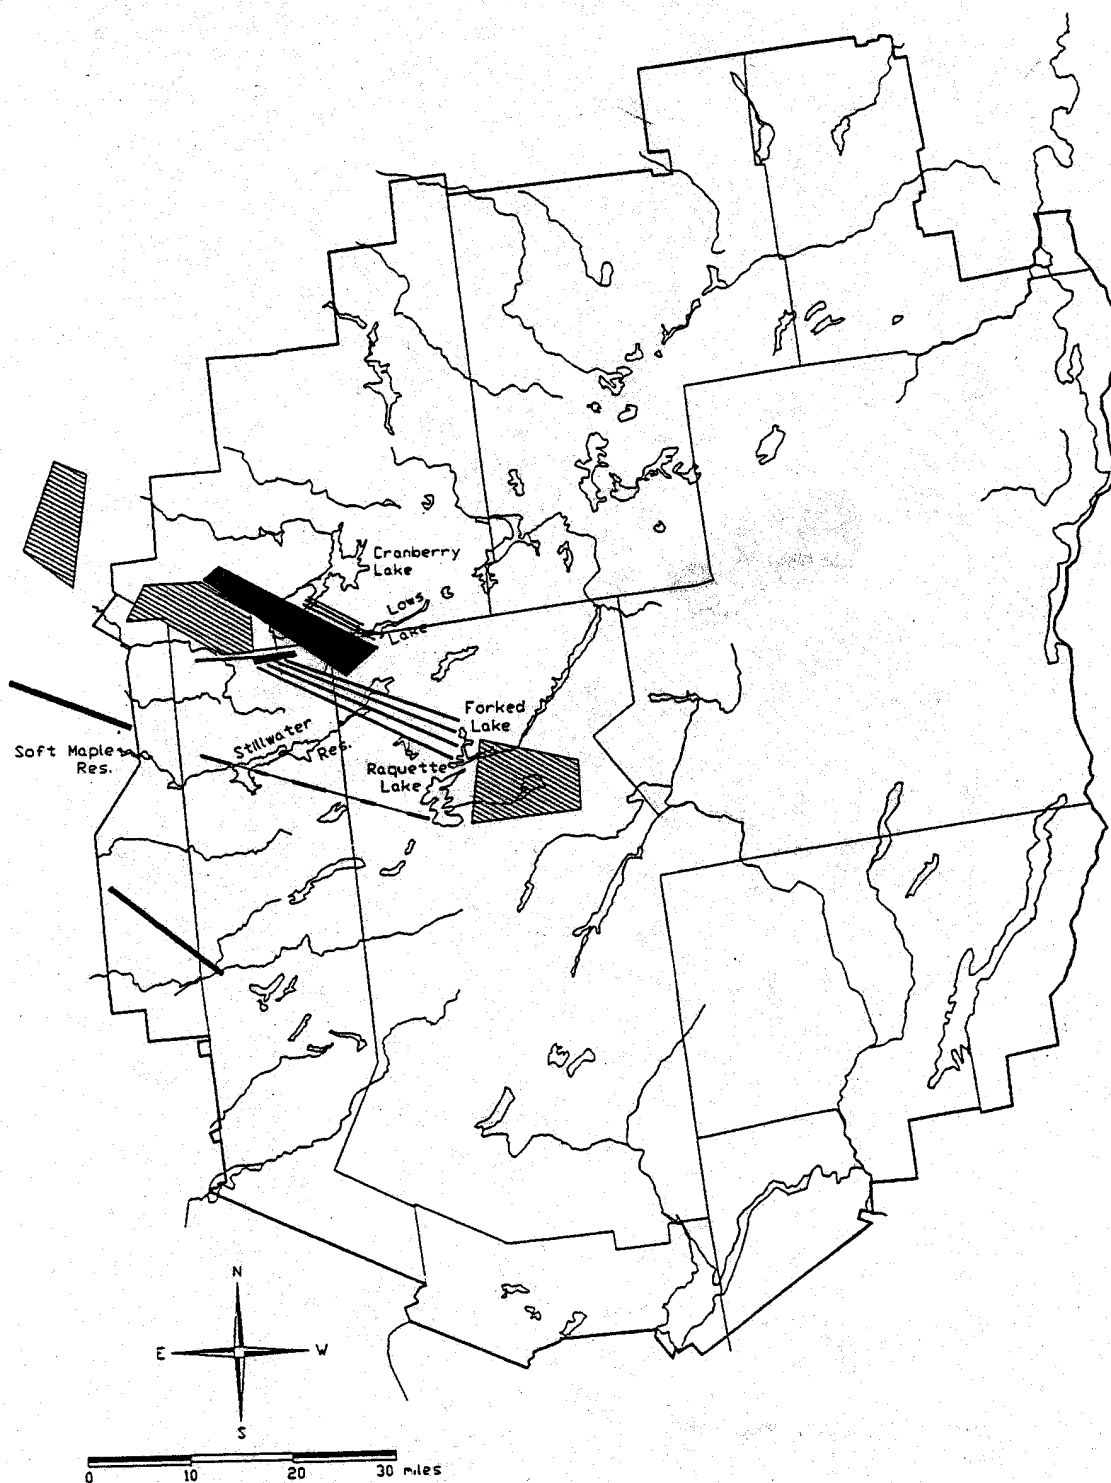 Cranberry
Lake
Lows
Lake
Forked
Lake
Stillwater
Res.
Soft Maple
Res.
Raquette
Lake
N
E W
S
0 10 20 30 miles